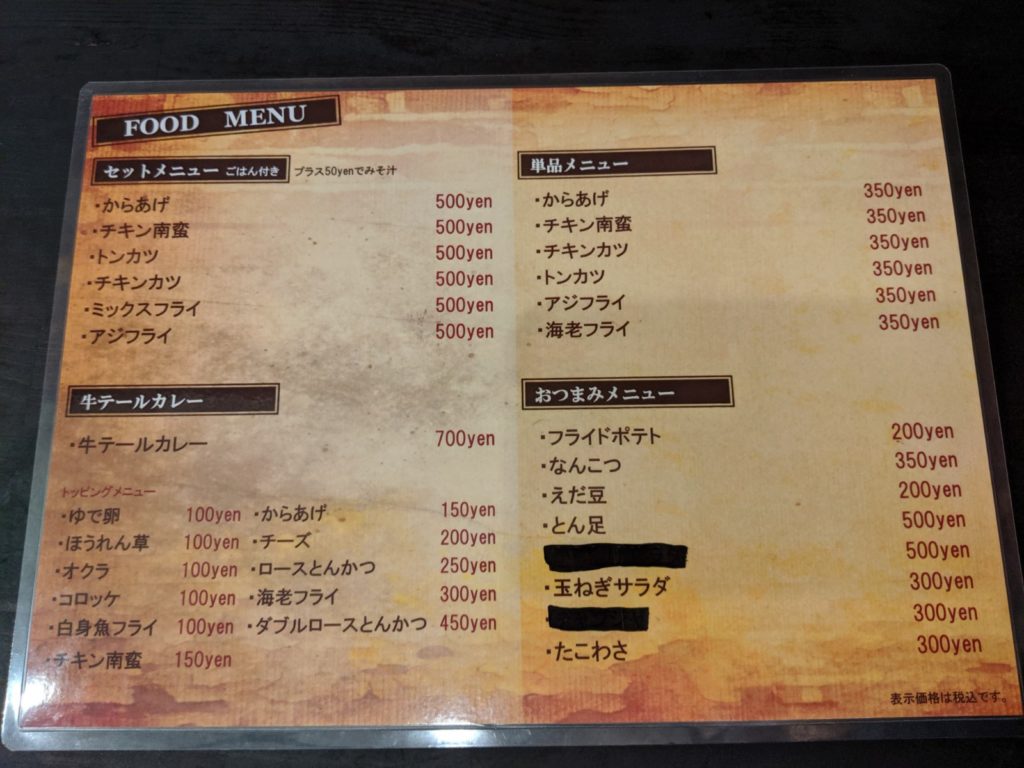 FOOD MENU
セットメニュー ごはん付き プラス50yenでみそ汁
・からあげ 500yen
・チキン南蛮 500yen
・トンカツ 500yen
・チキンカツ 500yen
・ミックスフライ 500yen
・アジフライ 500yen
牛テールカレー
・牛テールカレー 700yen
トッピングメニュー
・ゆで卵 100yen ・からあげ 150yen
・ほうれん草 100yen ・チーズ 200yen
・オクラ 100yen ・ロースとんかつ 250yen
・コロッケ 100yen ・海老フライ 300yen
・白身魚フライ 100yen ・ダブルロースとんかつ 450yen
・チキン南蛮 150yen
単品メニュー
・からあげ 350yen
・チキン南蛮 350yen
・チキンカツ 350yen
・トンカツ 350yen
・アジフライ 350yen
・海老フライ 350yen
おつまみメニュー
・フライドポテト 200yen
・なんこつ 350yen
・えだ豆 200yen
・とん足 500yen
500yen
・玉ねぎサラダ 300yen
300yen
・たこわさ 300yen
表示価格は税込です。